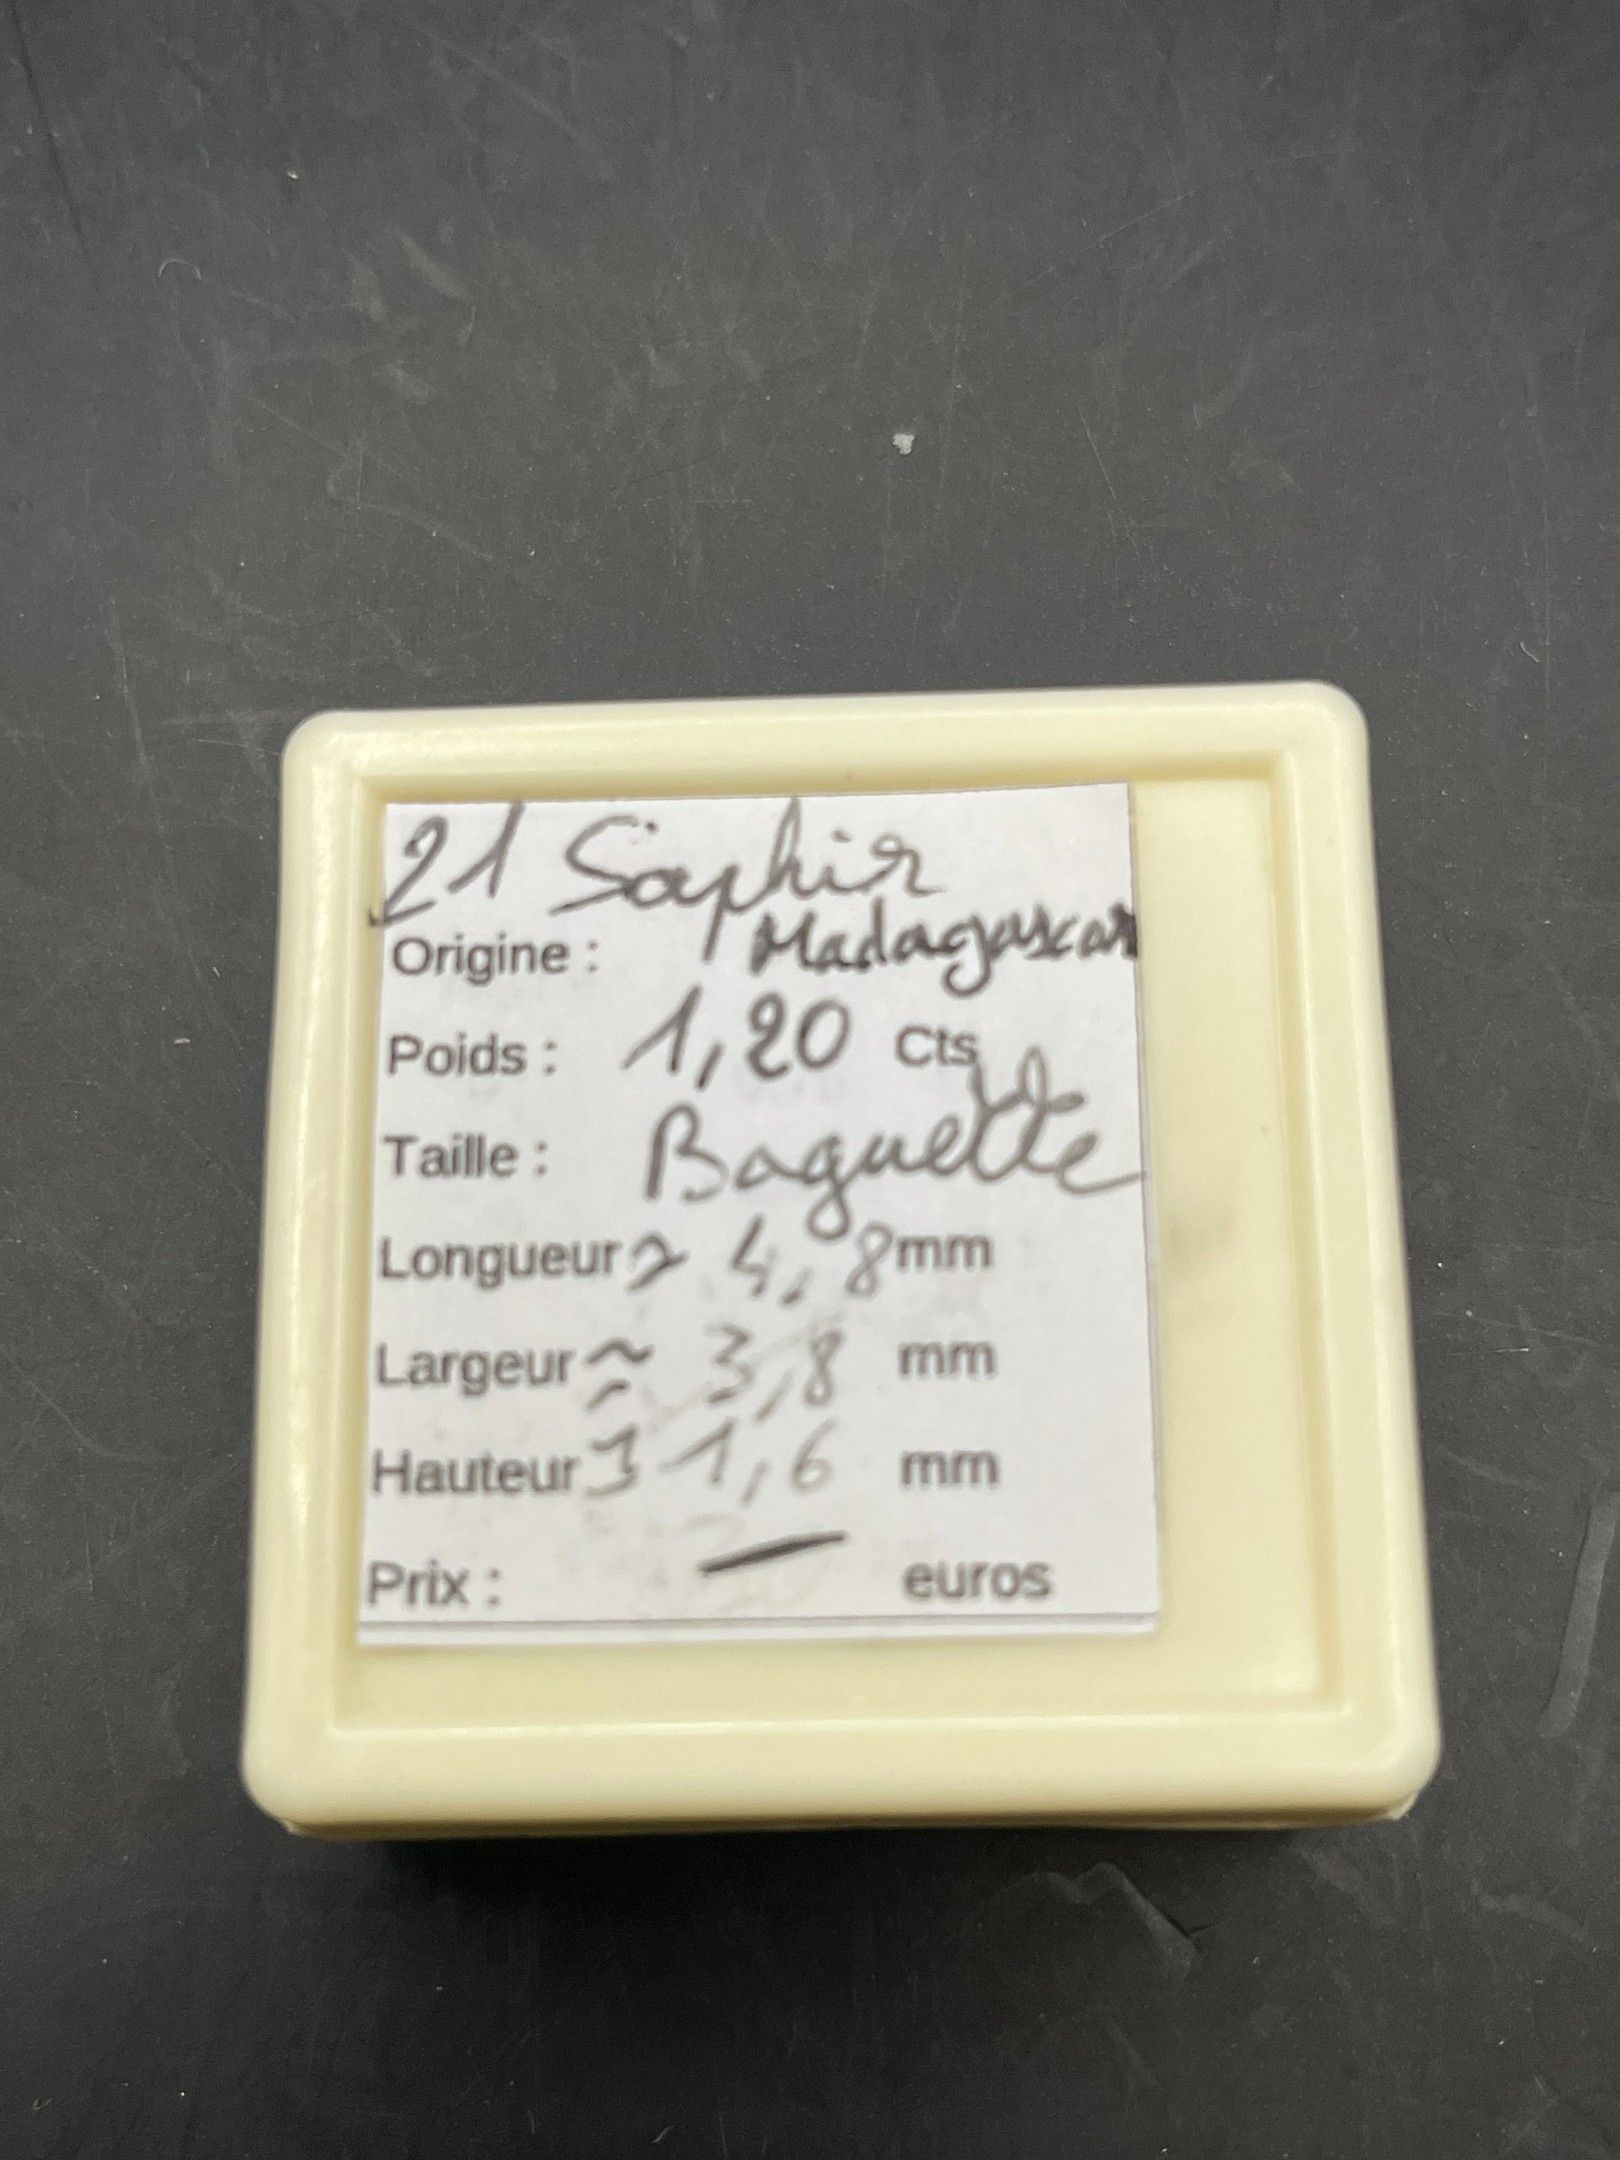 21 Saphir
Origine : Madagascar
Poids : 1,20 Cts
Taille : Baguette
Longueur ≈ 4,8 mm
Largeur ≈ 3,8 mm
Hauteur 1,6 mm
Prix : — euros